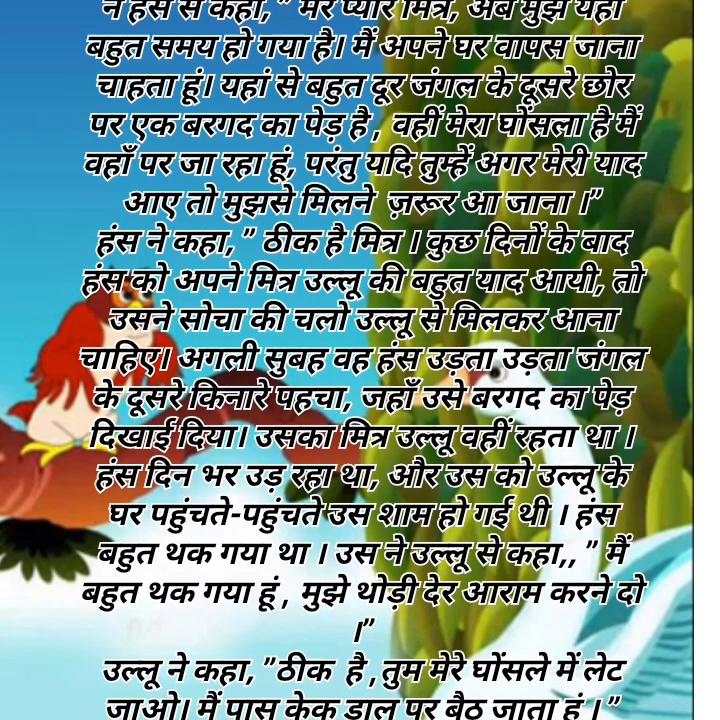 ने हंस से कहा, ” मेरे प्यारे मित्र, अब मुझे यहाँ
बहुत समय हो गया है। मैं अपने घर वापस जाना
चाहता हूं। यहां से बहुत दूर जंगल के दूसरे छोर
पर एक बरगद का पेड़ है , वहीं मेरा घोंसला है मैं
वहाँ पर जा रहा हूं, परंतु यदि तुम्हें अगर मेरी याद
आए तो मुझसे मिलने ज़रूर आ जाना ।”
हंस ने कहा, ” ठीक है मित्र । कुछ दिनों के बाद
हंस को अपने मित्र उल्लू की बहुत याद आयी, तो
उसने सोचा की चलो उल्लू से मिलकर आना
चाहिए। अगली सुबह वह हंस उड़ता उड़ता जंगल
के दूसरे किनारे पहचा, जहाँ उसे बरगद का पेड़
दिखाई दिया। उसका मित्र उल्लू वहीं रहता था ।
हंस दिन भर उड़ रहा था, और उस को उल्लू के
घर पहुंचते-पहुंचते उस शाम हो गई थी । हंस
बहुत थक गया था । उस ने उल्लू से कहा,, ” मैं
बहुत थक गया हूं , मुझे थोड़ी देर आराम करने दो
।”
उल्लू ने कहा, ”ठीक है , तुम मेरे घोंसले में लेट
जाओ। मैं पास केक डाल पर बैठ जाता हूं । ”